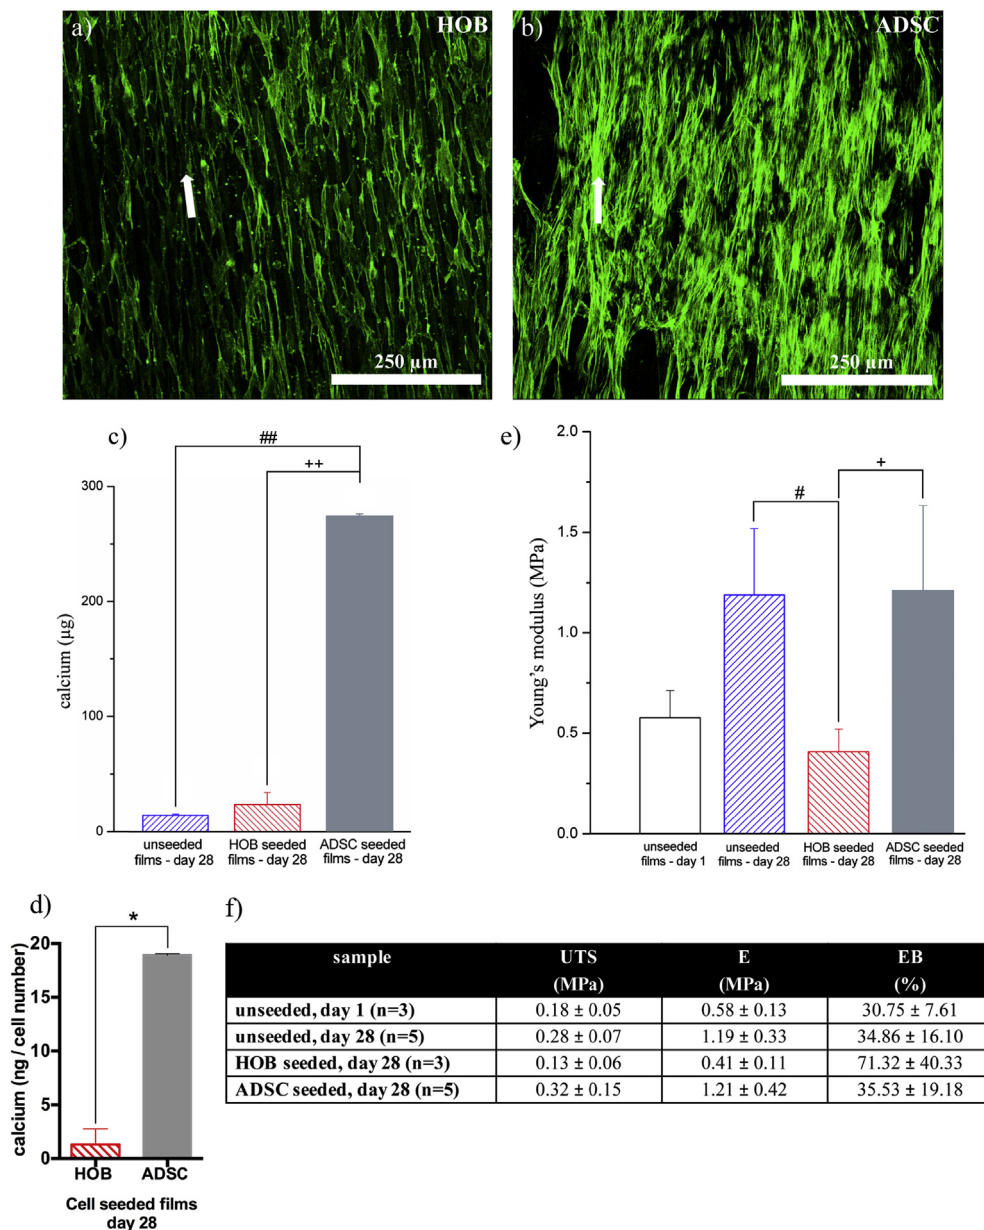 a)
HOB
250 µm
b)
ADSC
250 µm
c)
##
++
300
200
100
0
calcium (µg)
unseeded
films - day 28
HOB seeded
films - day 28
ADSC seeded
films - day 28
e)
2.0
1.5
1.0
0.5
0.0
Young's modulus (MPa)
#
+
unseeded
films - day 1
unseeded
films - day 28
HOB seeded
films - day 28
ADSC seeded
films - day 28
d)
*
20
15
9
5
0
calcium (ng / cell number)
HOB
ADSC
Cell seeded films
day 28
f)
sample UTS E EB
(MPa) (MPa) (%)
unseeded, day 1 (n=3) 0.18 ± 0.05 0.58 ± 0.13 30.75 ± 7.61
unseeded, day 28 (n=5) 0.28 ± 0.07 1.19 ± 0.33 34.86 ± 16.10
HOB seeded, day 28 (n=3) 0.13 ± 0.06 0.41 ± 0.11 71.32 ± 40.33
ADSC seeded, day 28 (n=5) 0.32 ± 0.15 1.21 ± 0.42 35.53 ± 19.18